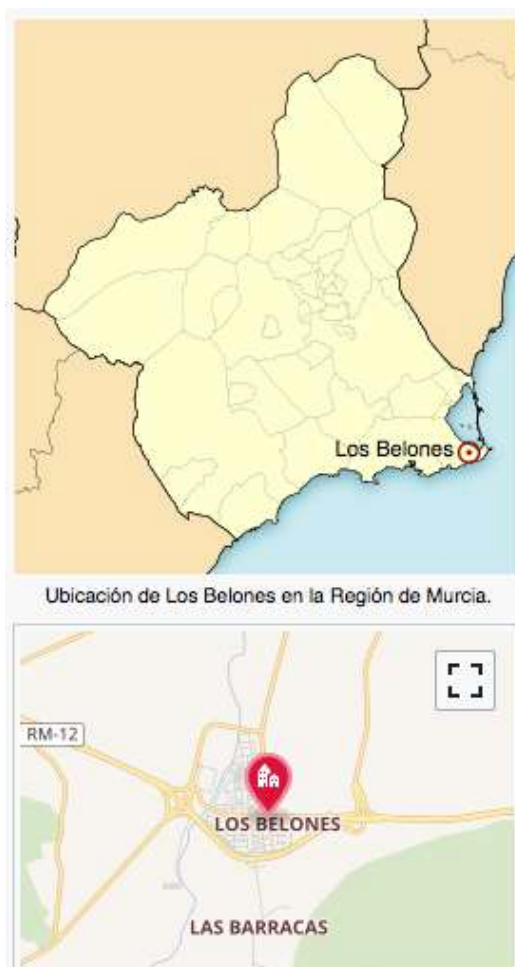 Los Belones
Ubicación de Los Belones en la Región de Murcia.
RM-12
LOS BELONES
LAS BARRACAS